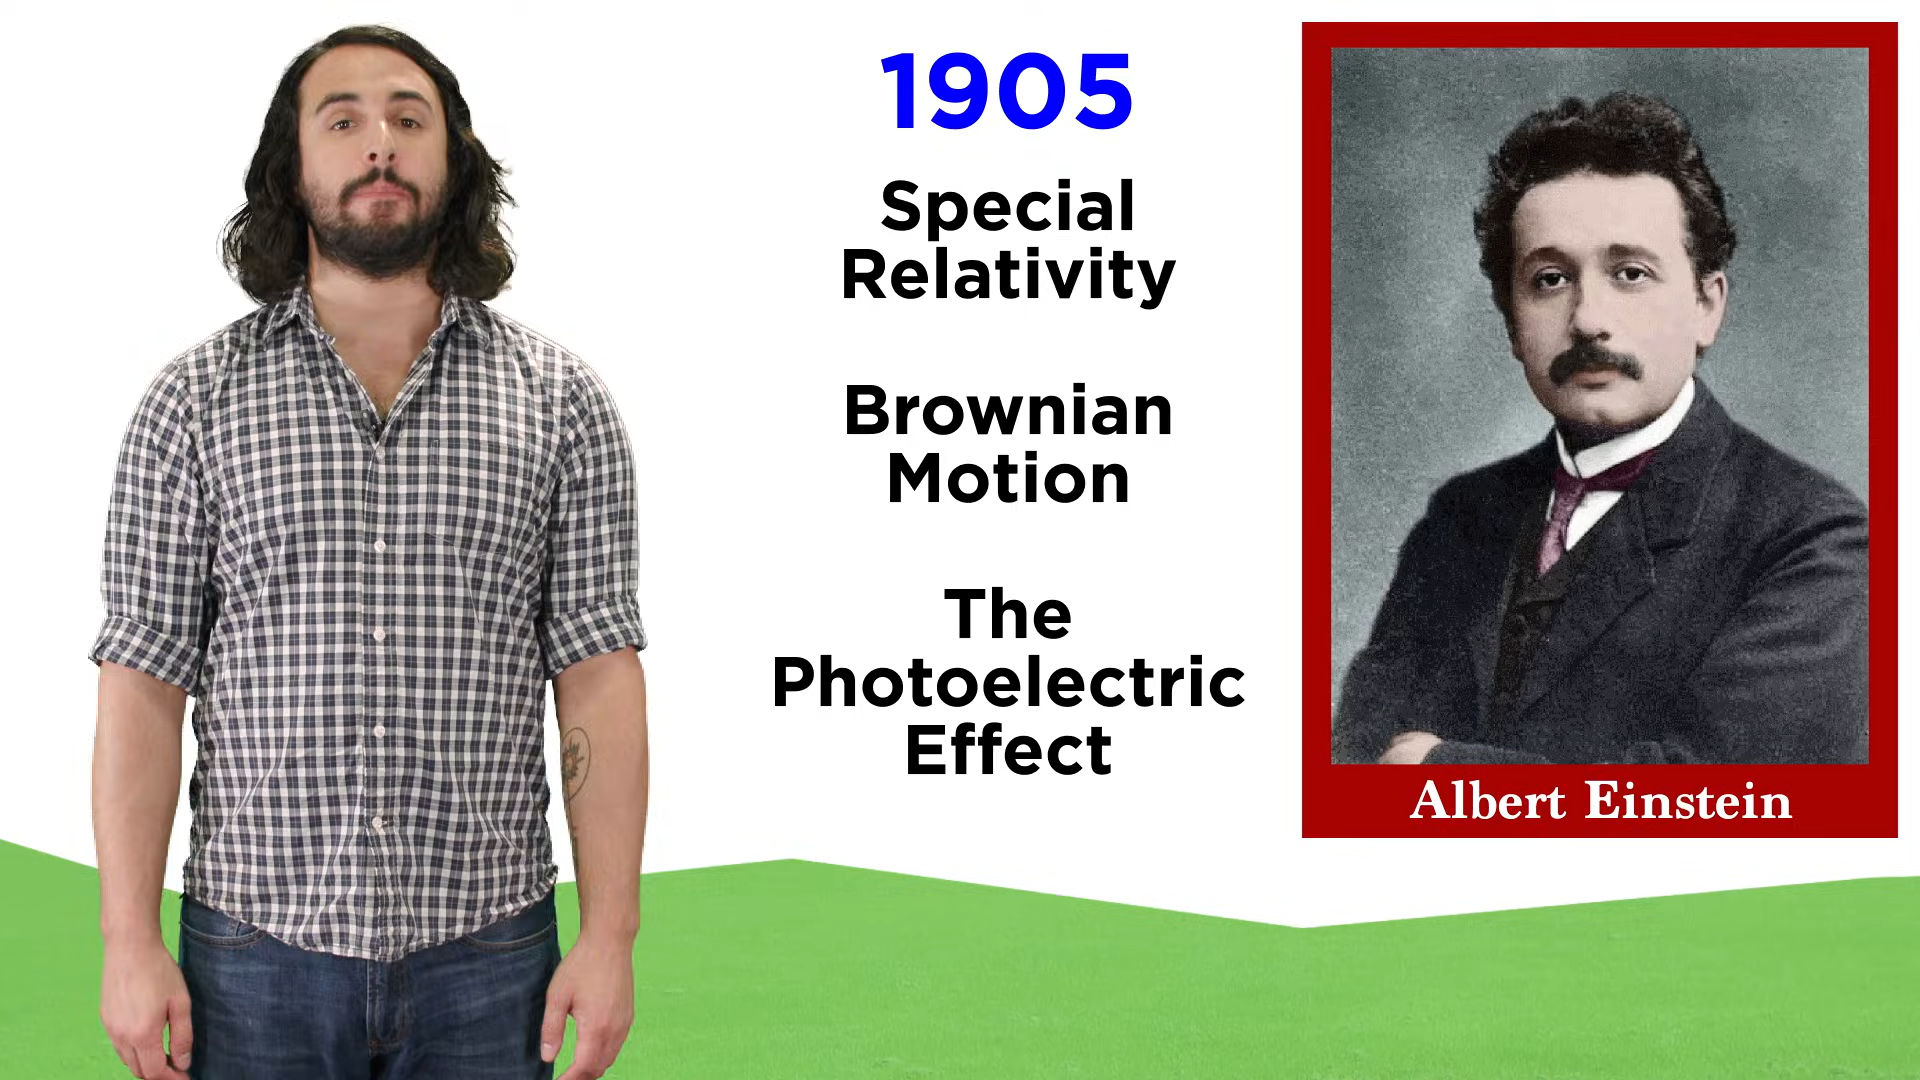 1905
Special
Relativity
Brownian
Motion
The
Photoelectric
Effect
Albert Einstein